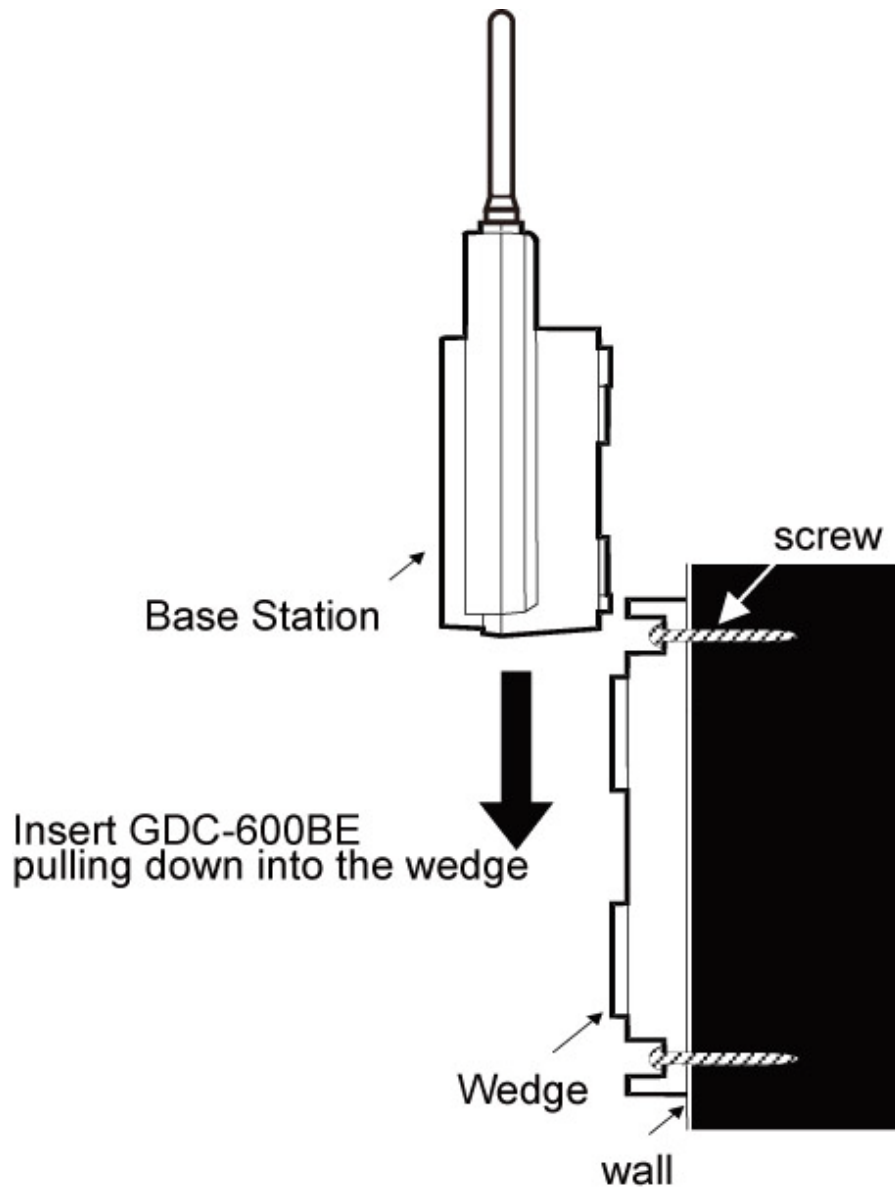 screw
Base Station
Insert GDC-600BE
pulling down into the wedge
Wedge
wall